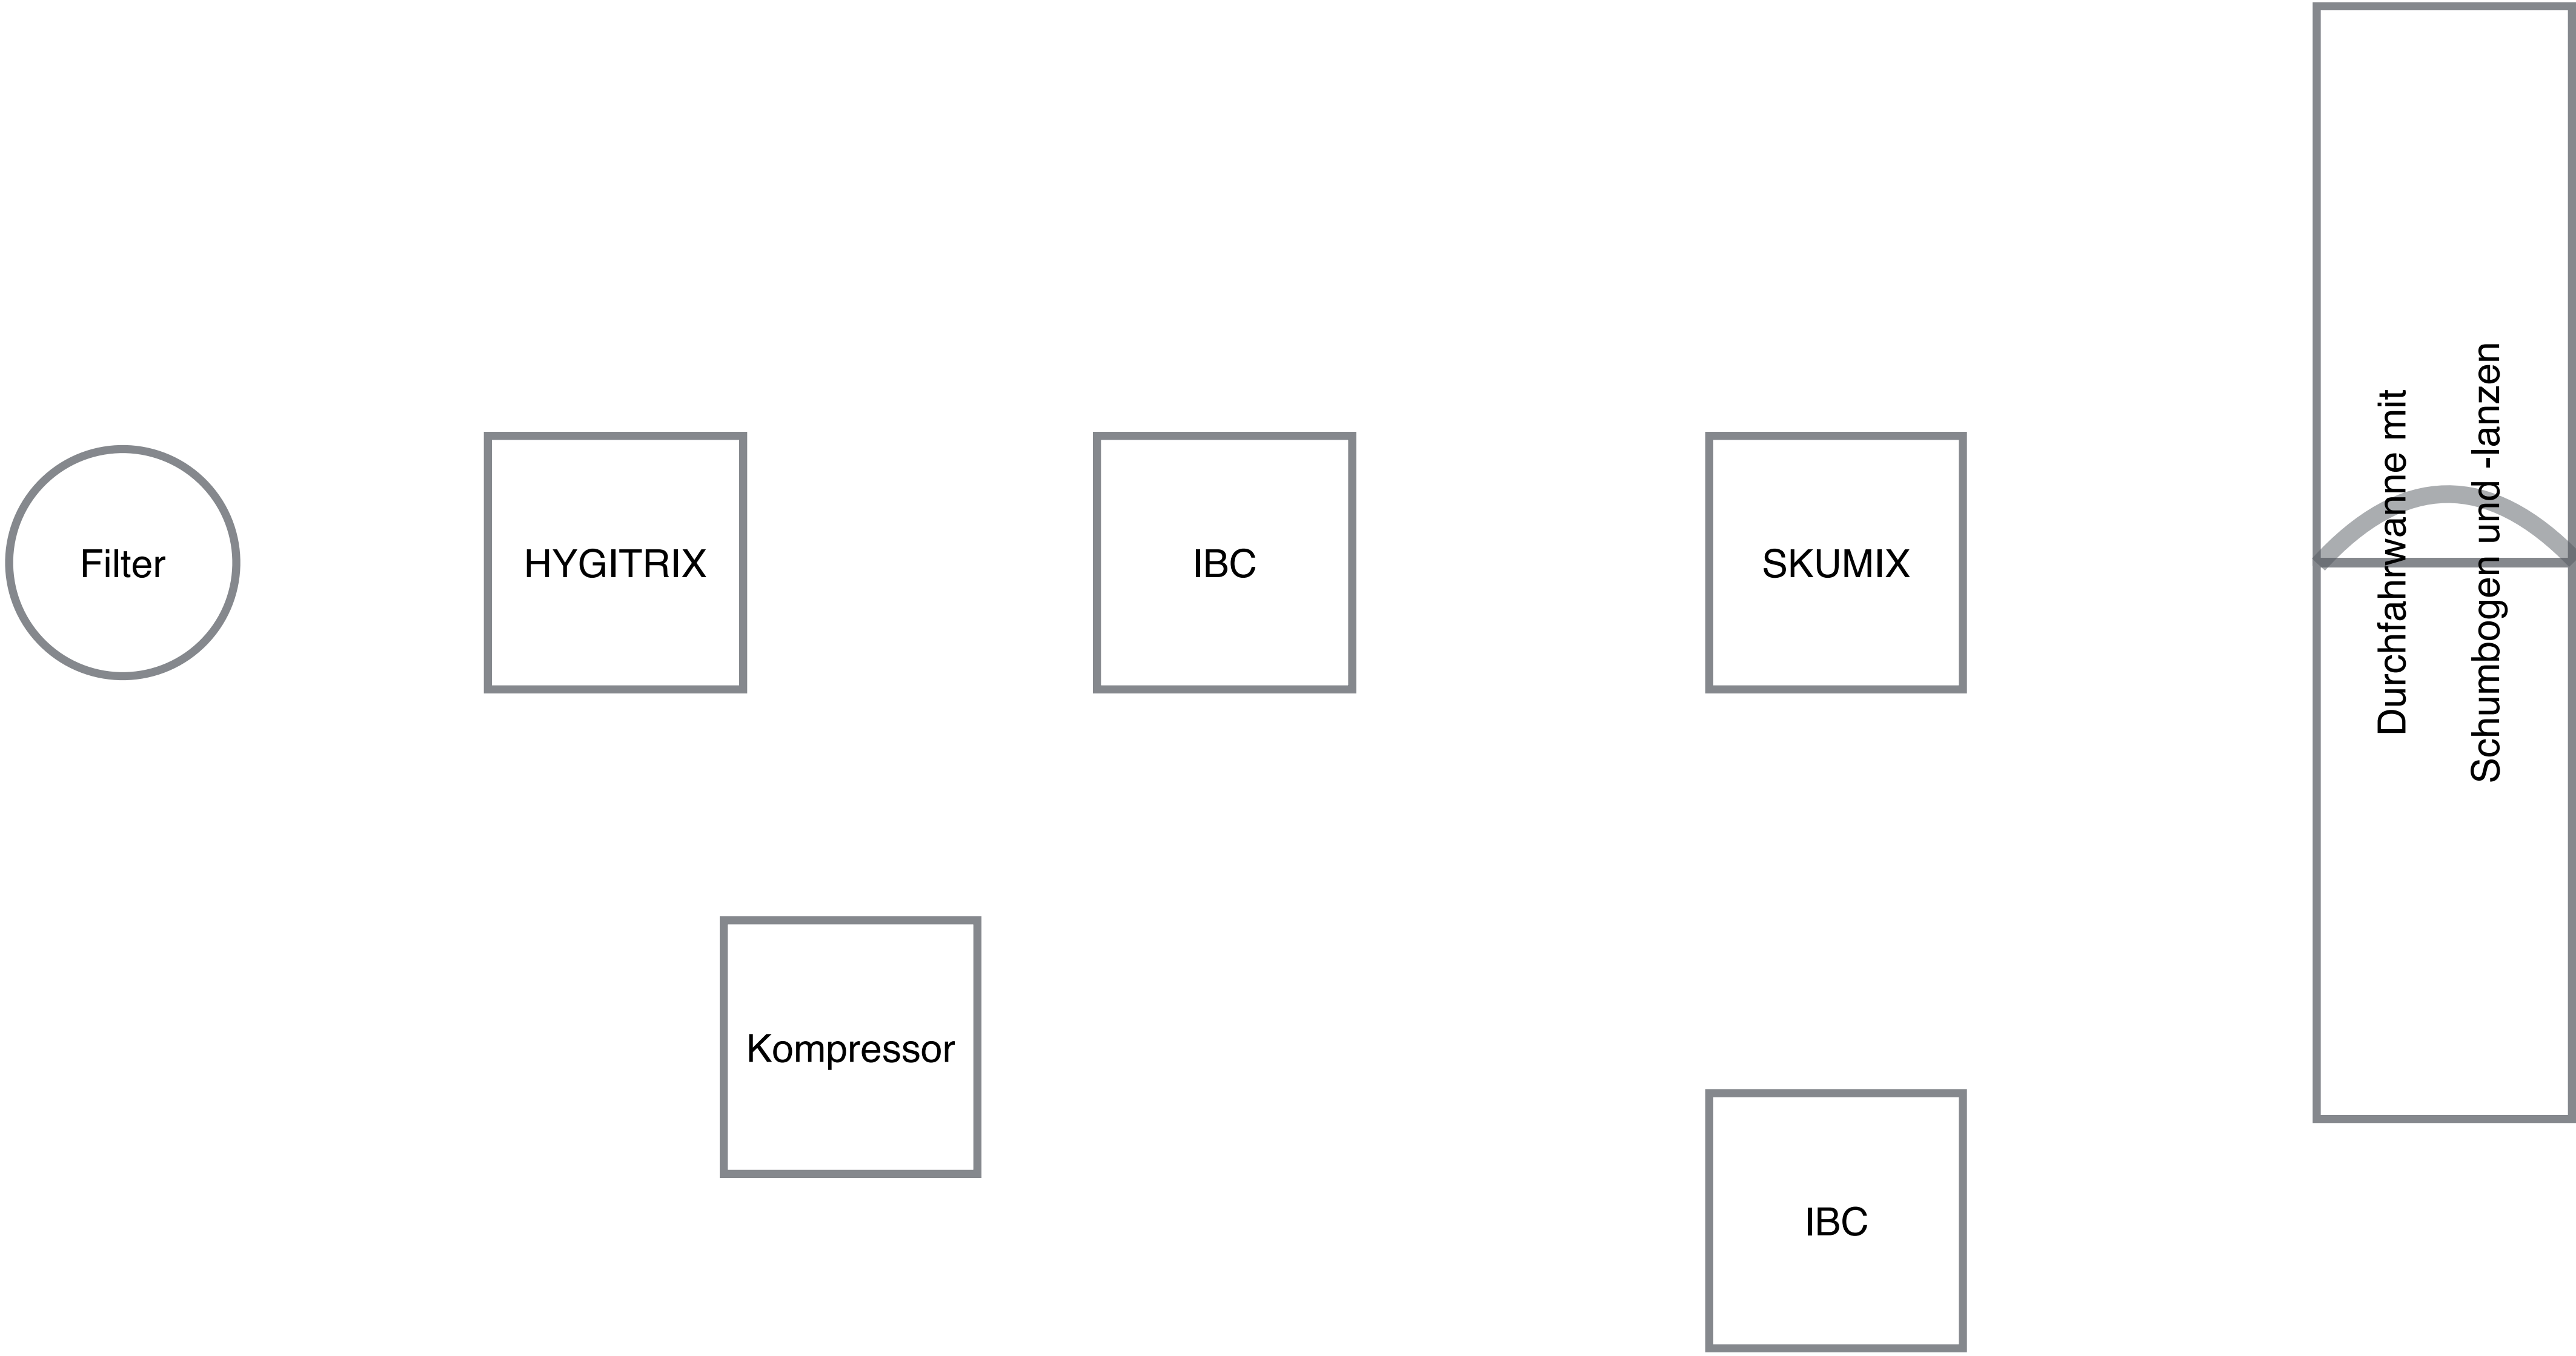 Filter
HYGITRIX
IBC
SKUMIX
Durchfahrwanne mit
Schumbogen und -lanzen
Kompressor
IBC